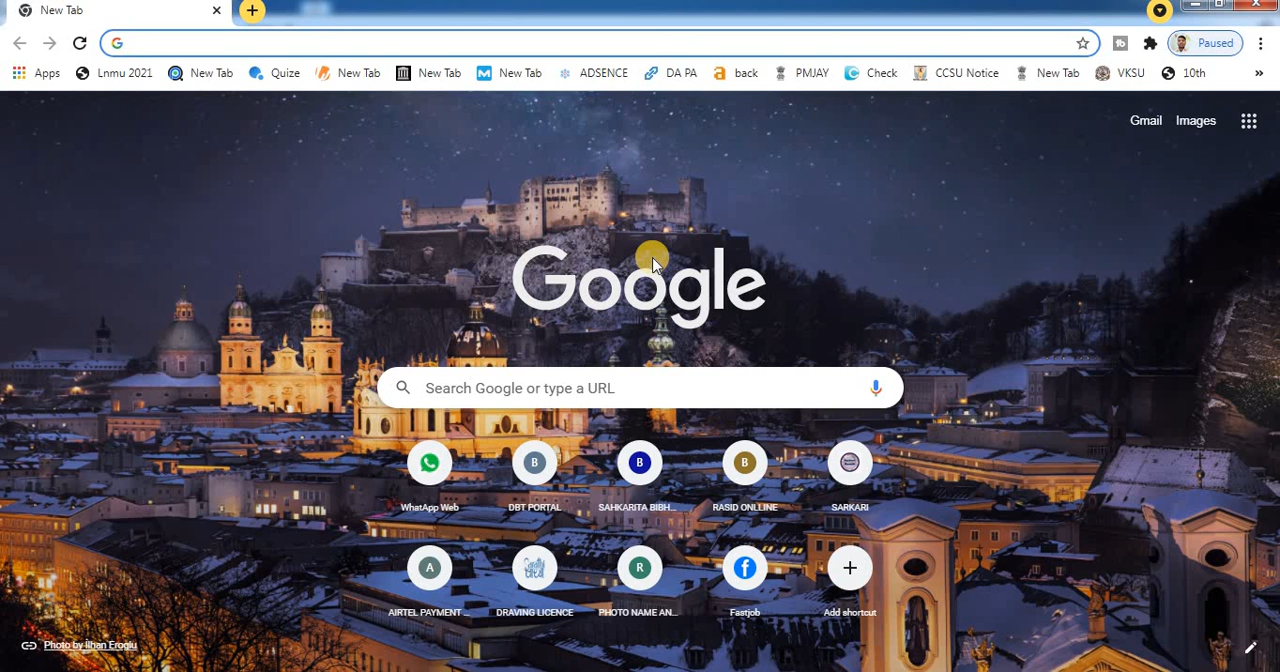 New Tab
Paused
Apps Lnmu 2021 New Tab Quize New Tab New Tab New Tab ADSENCE DA PA back PMJAY Check CCSU Notice New Tab VKSU 10th
Gmail Images
Google
Search Google or type a URL
WhatApp Web DBT PORTAL SAHKARITA BIBH... RASID ONLLINE SARKARI
AIRTEL PAYMENT ... DRAVING LICENCE PHOTO NAME AN... Fastjob Add shortcut
Photo by Ilhan Eroglu